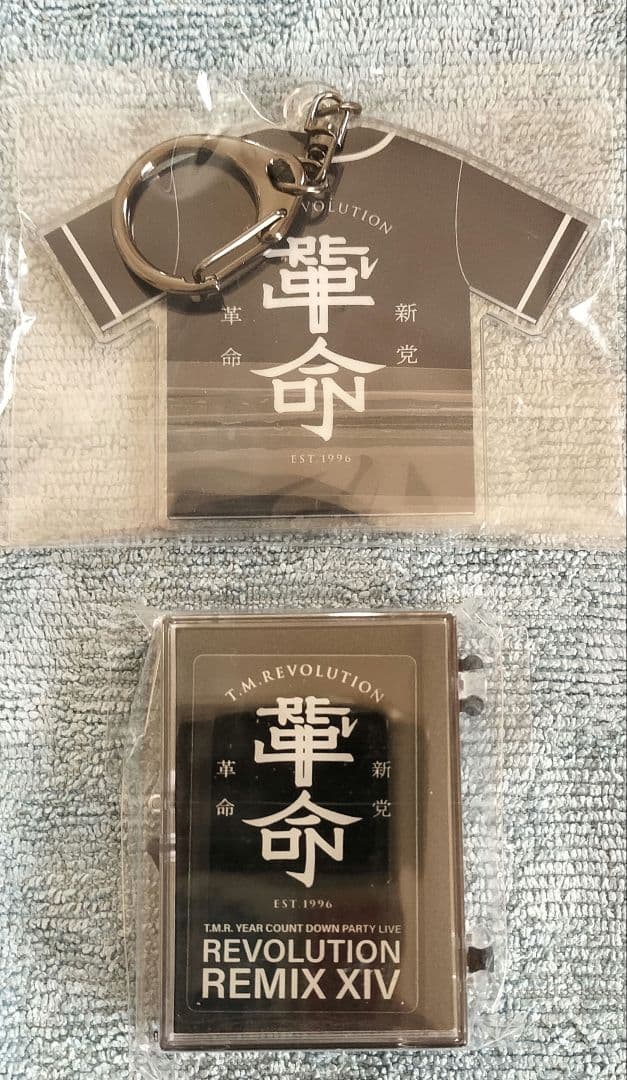 VOLUTION
革命
革命
新党
EST.1996
T.M.REVOLUTION
革命
革命
新党
EST 1996
T.M.R. YEAR COUNT DOWN PARTY LIVE
REVOLUTION
REMIX XIV